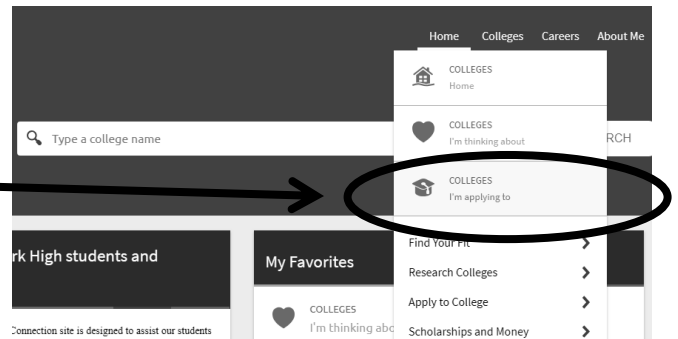 Home Colleges Careers About Me
COLLEGES
Home
COLLEGES
I'm thinking about
Type a college name
RCH
COLLEGES
I'm applying to
rk High students and
My Favorites
Find Your Fit
Research Colleges
COLLEGES
I'm thinking abo
Apply to College
Connection site is designed to assist our students
Scholarships and Money